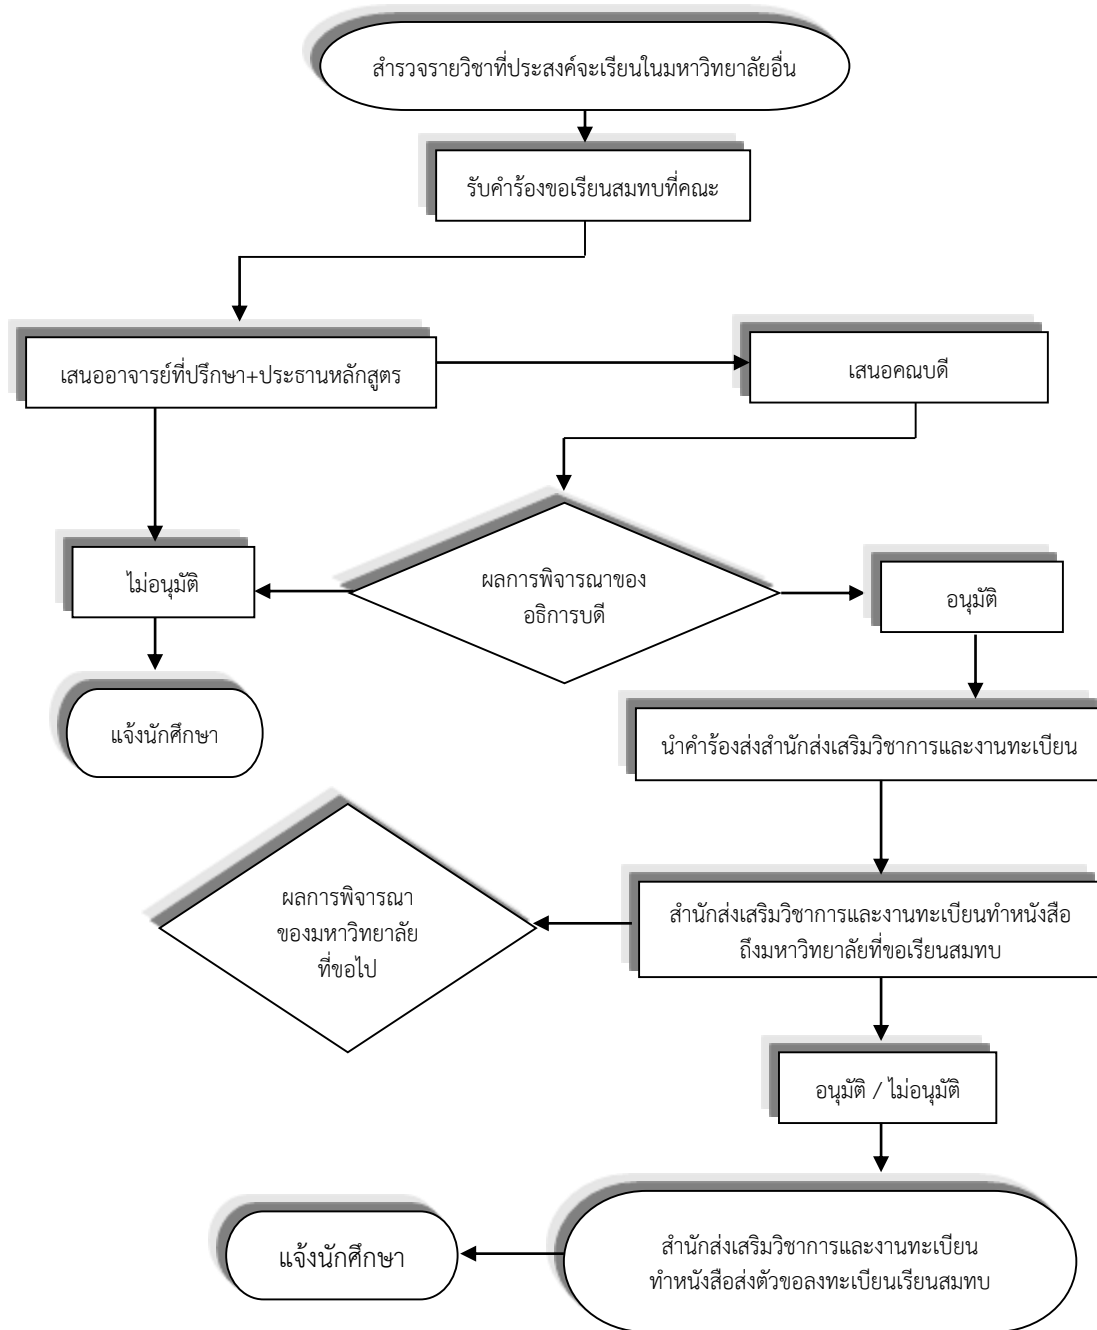 สำรวจรายวิชาที่ประสงค์จะเรียนในมหาวิทยาลัยอื่น
รับคำร้องขอเรียนสมทบที่คณะ
เสนออาจารย์ที่ปรึกษา+ประธานหลักสูตร
เสนอคณบดี
ผลการพิจารณาของ
อธิการบดี
ไม่อนุมัติ
อนุมัติ
แจ้งนักศึกษา
นำคำร้องส่งสำนักส่งเสริมวิชาการและงานทะเบียน
ผลการพิจารณา
ของมหาวิทยาลัย
ที่ขอไป
สำนักส่งเสริมวิชาการและงานทะเบียนทำหนังสือ
ถึงมหาวิทยาลัยที่ขอเรียนสมทบ
อนุมัติ / ไม่อนุมัติ
สำนักส่งเสริมวิชาการและงานทะเบียน
ทำหนังสือส่งตัวขอลงทะเบียนเรียนสมทบ
แจ้งนักศึกษา